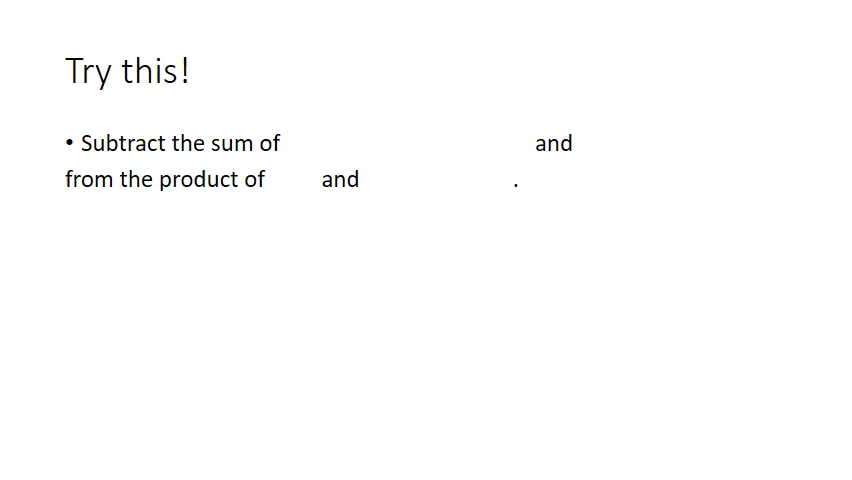 Try this!
• Subtract the sum of and
from the product of and .